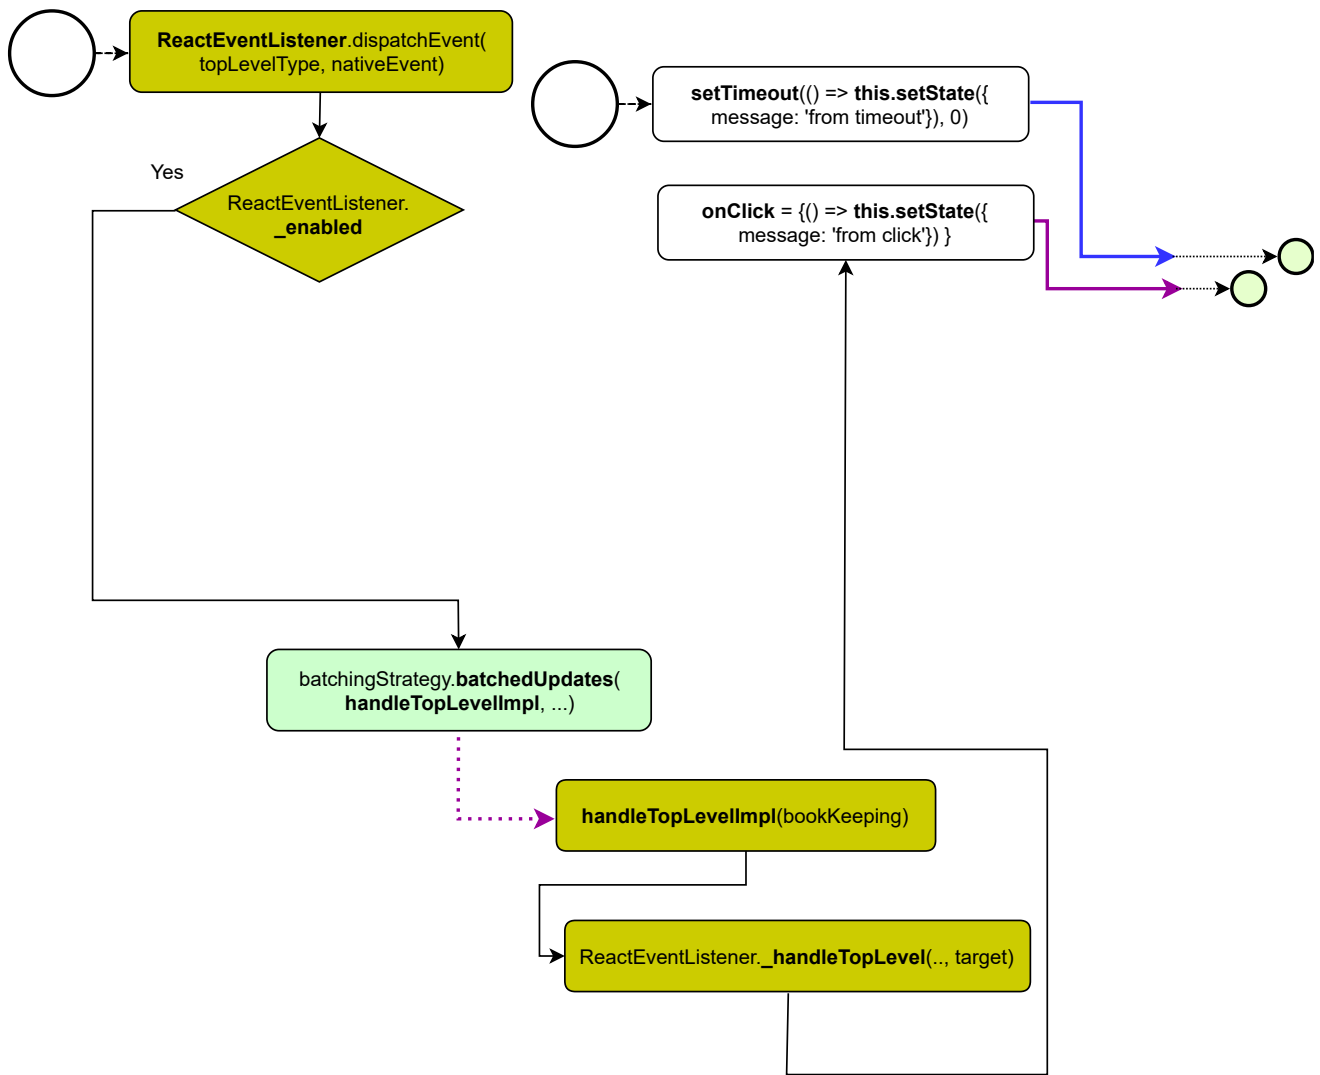 ReactEventListener.dispatchEvent(
topLevelType, nativeEvent)
setTimeout(() => this.setState({
message: 'from timeout'}), 0)
Yes
ReactEventListener.
_enabled
onClick = {() => this.setState({
message: 'from click'}) }
batchingStrategy.batchedUpdates(
handleTopLevelImpl, ...)
handleTopLevelImpl(bookKeeping)
ReactEventListener._handleTopLevel(.., target)